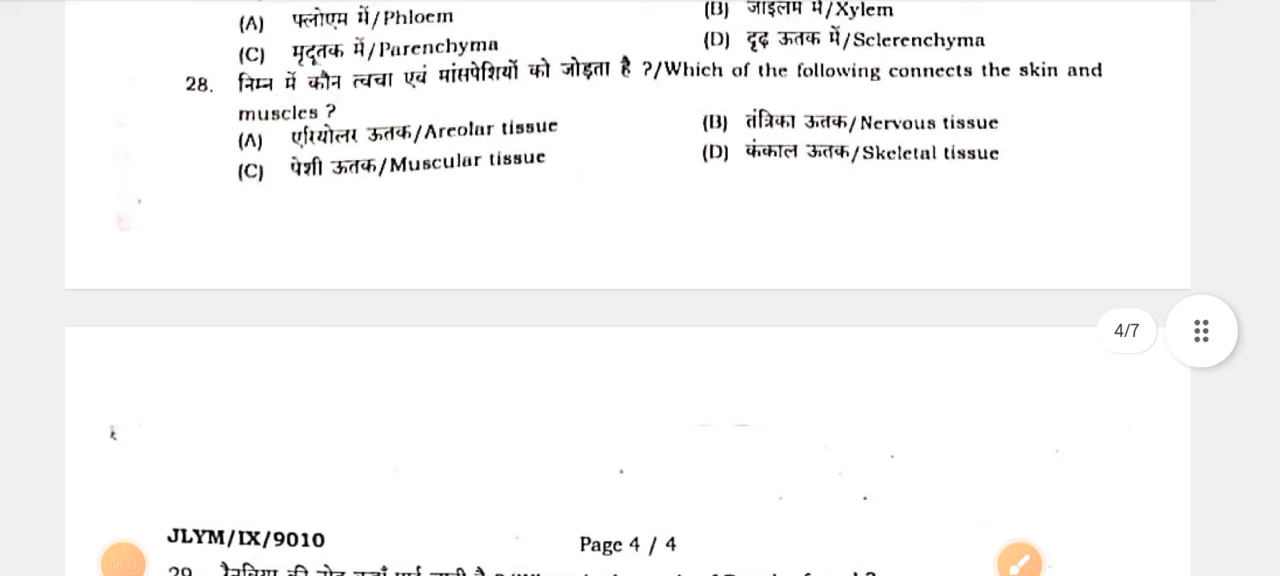 (A) फ्लोएम में/Phloem (B) जाइलम में/Xylem
(C) मृदूतक में/Parenchyma (D) दृढ़ ऊतक में/Sclerenchyma
28. निम्न में कौन त्वचा एवं मांसपेशियों को जोड़ता है ?/Which of the following connects the skin and
muscles ?
(A) एरियोलर ऊतक/Areolar tissue (B) तंत्रिका ऊतक/Nervous tissue
(C) पेशी ऊतक/Muscular tissue (D) कंकाल ऊतक/Skeletal tissue
4/7
JLYM/IX/9010 Page 4 / 4
29.